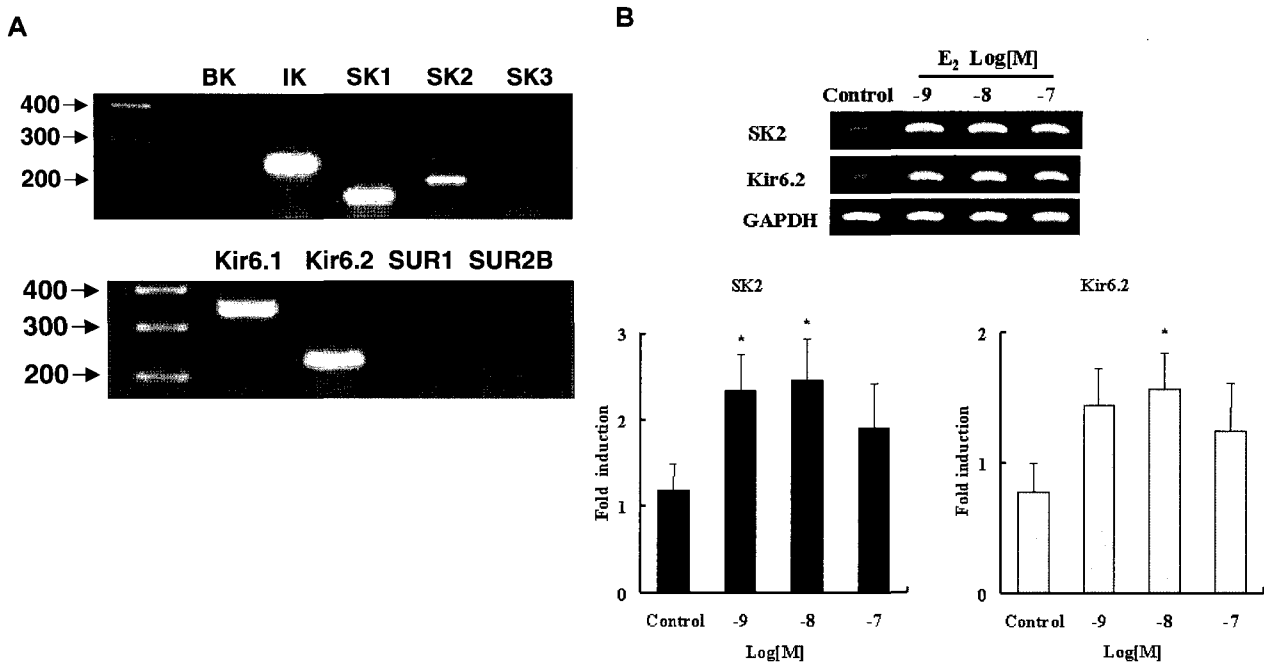 A
BK IK SK1 SK2 SK3
400
300
200
Kir6.1 Kir6.2 SUR1 SUR2B
400
300
200
B
E2 Log[M]
Control -9 -8 -7
SK2
Kir6.2
GAPDH
SK2
Fold induction
3
2
1
0
* *
Control -9 -8 -7
Log[M]
Kir6.2
Fold induction
2
1
0
*
Control -9 -8 -7
Log[M]